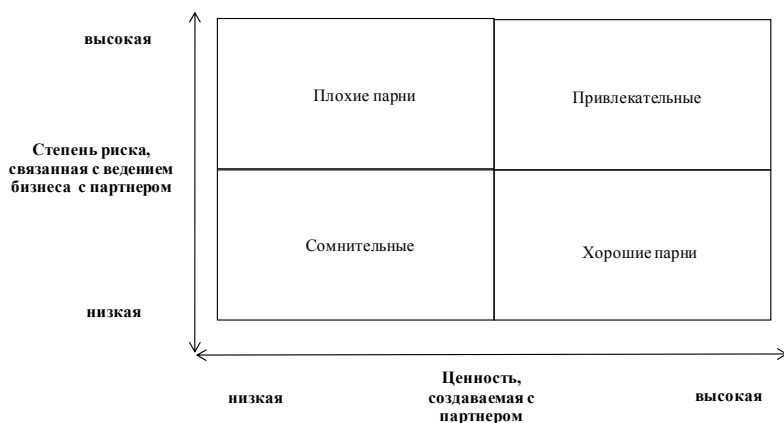 высокая
Плохие парни
Привлекательные
Степень риска,
связанная с ведением
бизнеса с партнером
Сомнительные
Хорошие парни
низкая
низкая
Ценность,
создаваемая с
партнером
высокая